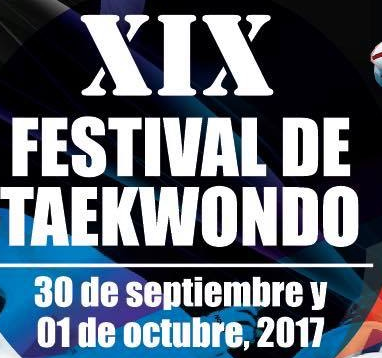 XIX
FESTIVAL DE
TAEKWONDO
30 de septiembre y
01 de octubre, 2017